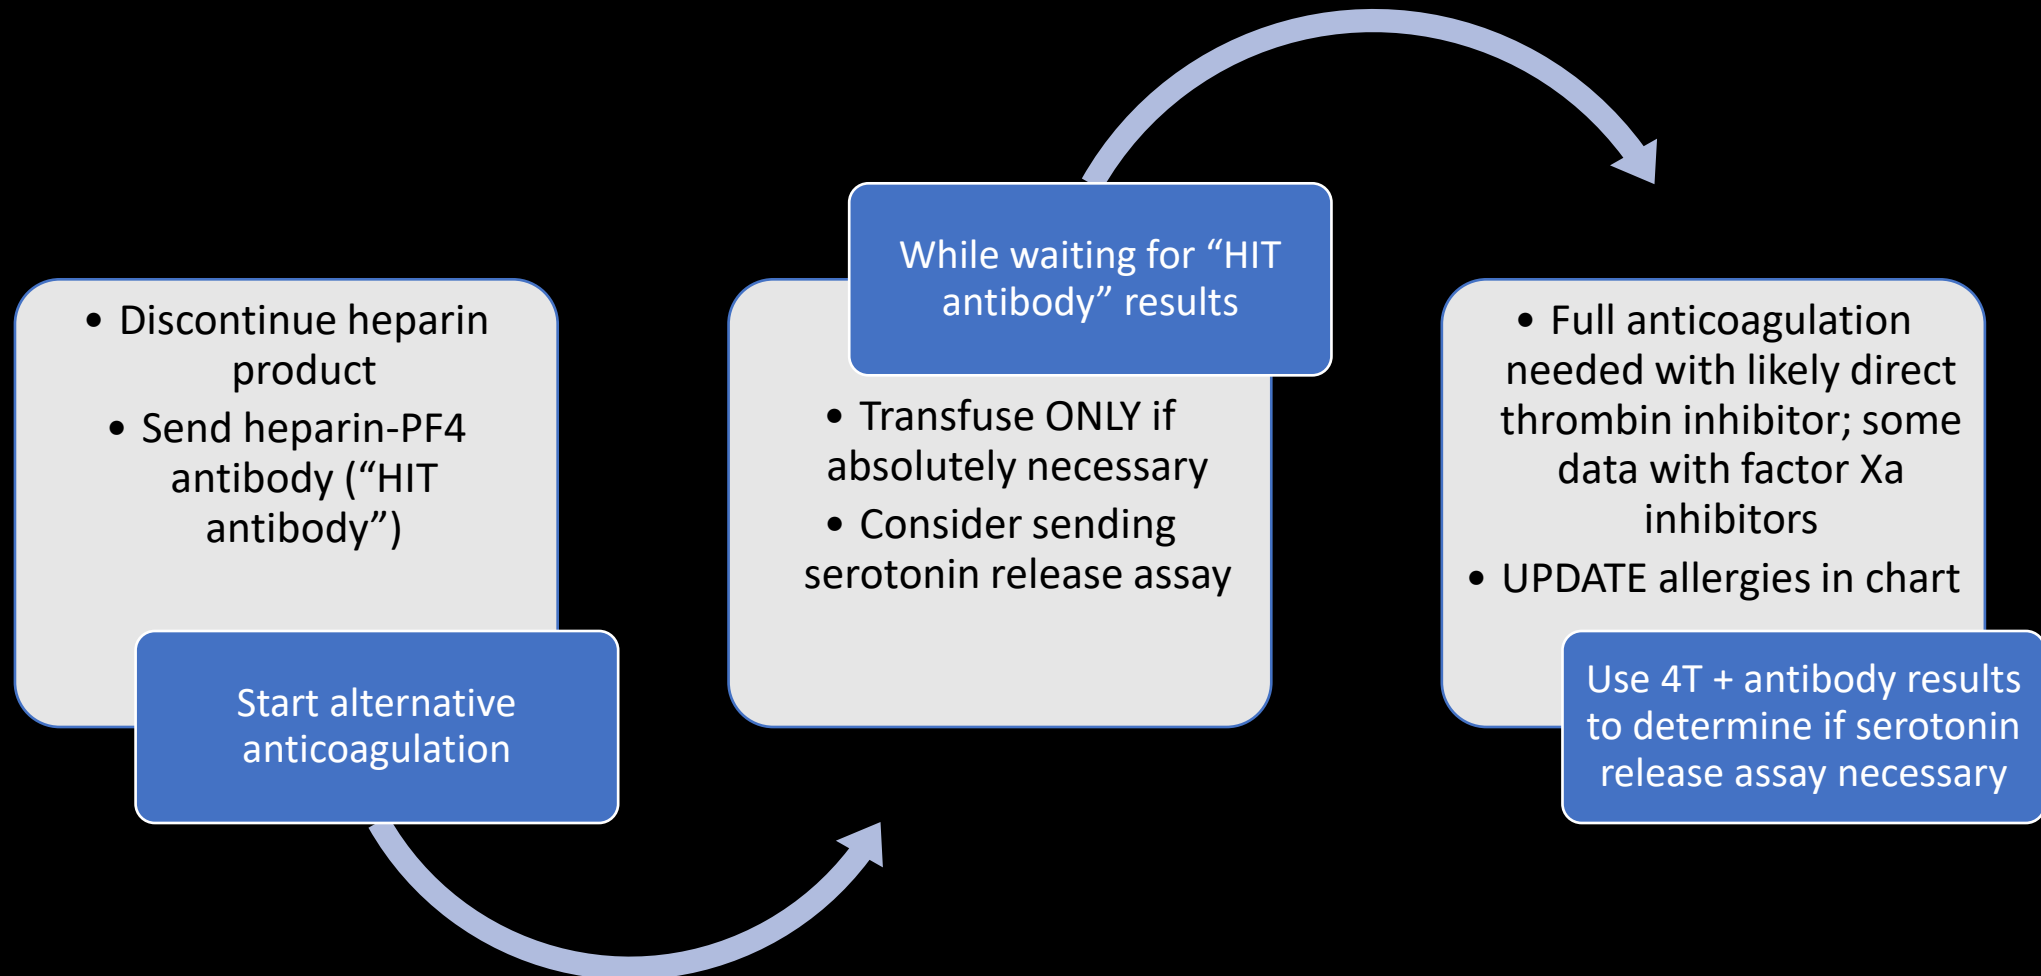 • Discontinue heparin
product
• Send heparin-PF4
antibody (“HIT
antibody”)
Start alternative
anticoagulation
While waiting for “HIT
antibody” results
• Transfuse ONLY if
absolutely necessary
• Consider sending
serotonin release assay
• Full anticoagulation
needed with likely direct
thrombin inhibitor; some
data with factor Xa
inhibitors
• UPDATE allergies in chart
Use 4T + antibody results
to determine if serotonin
release assay necessary